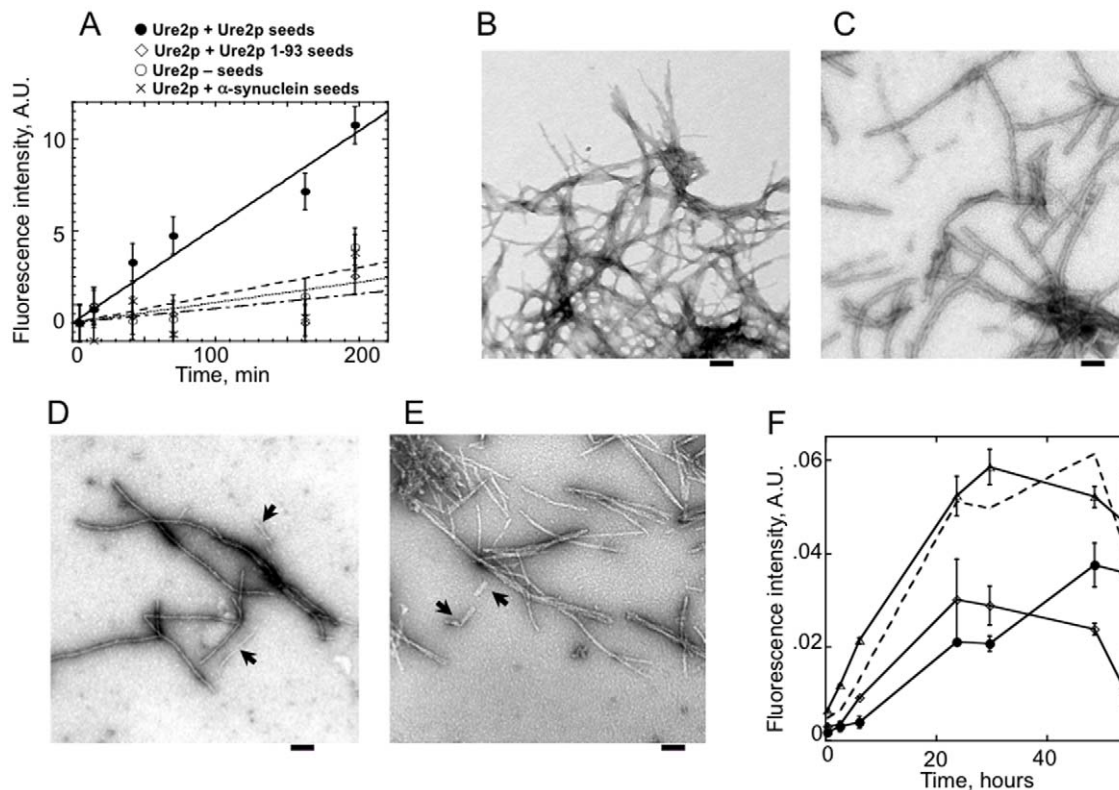 A
Ure2p + Ure2p seeds
Ure2p + Ure2p 1-93 seeds
Ure2p – seeds
Ure2p + α-synuclein seeds
Fluorescence intensity, A.U.
10
5
0
0
100
200
Time, min
B
C
D
E
F
Fluorescence intensity, A.U.
.06
.04
.02
0
0
20
40
Time, hours